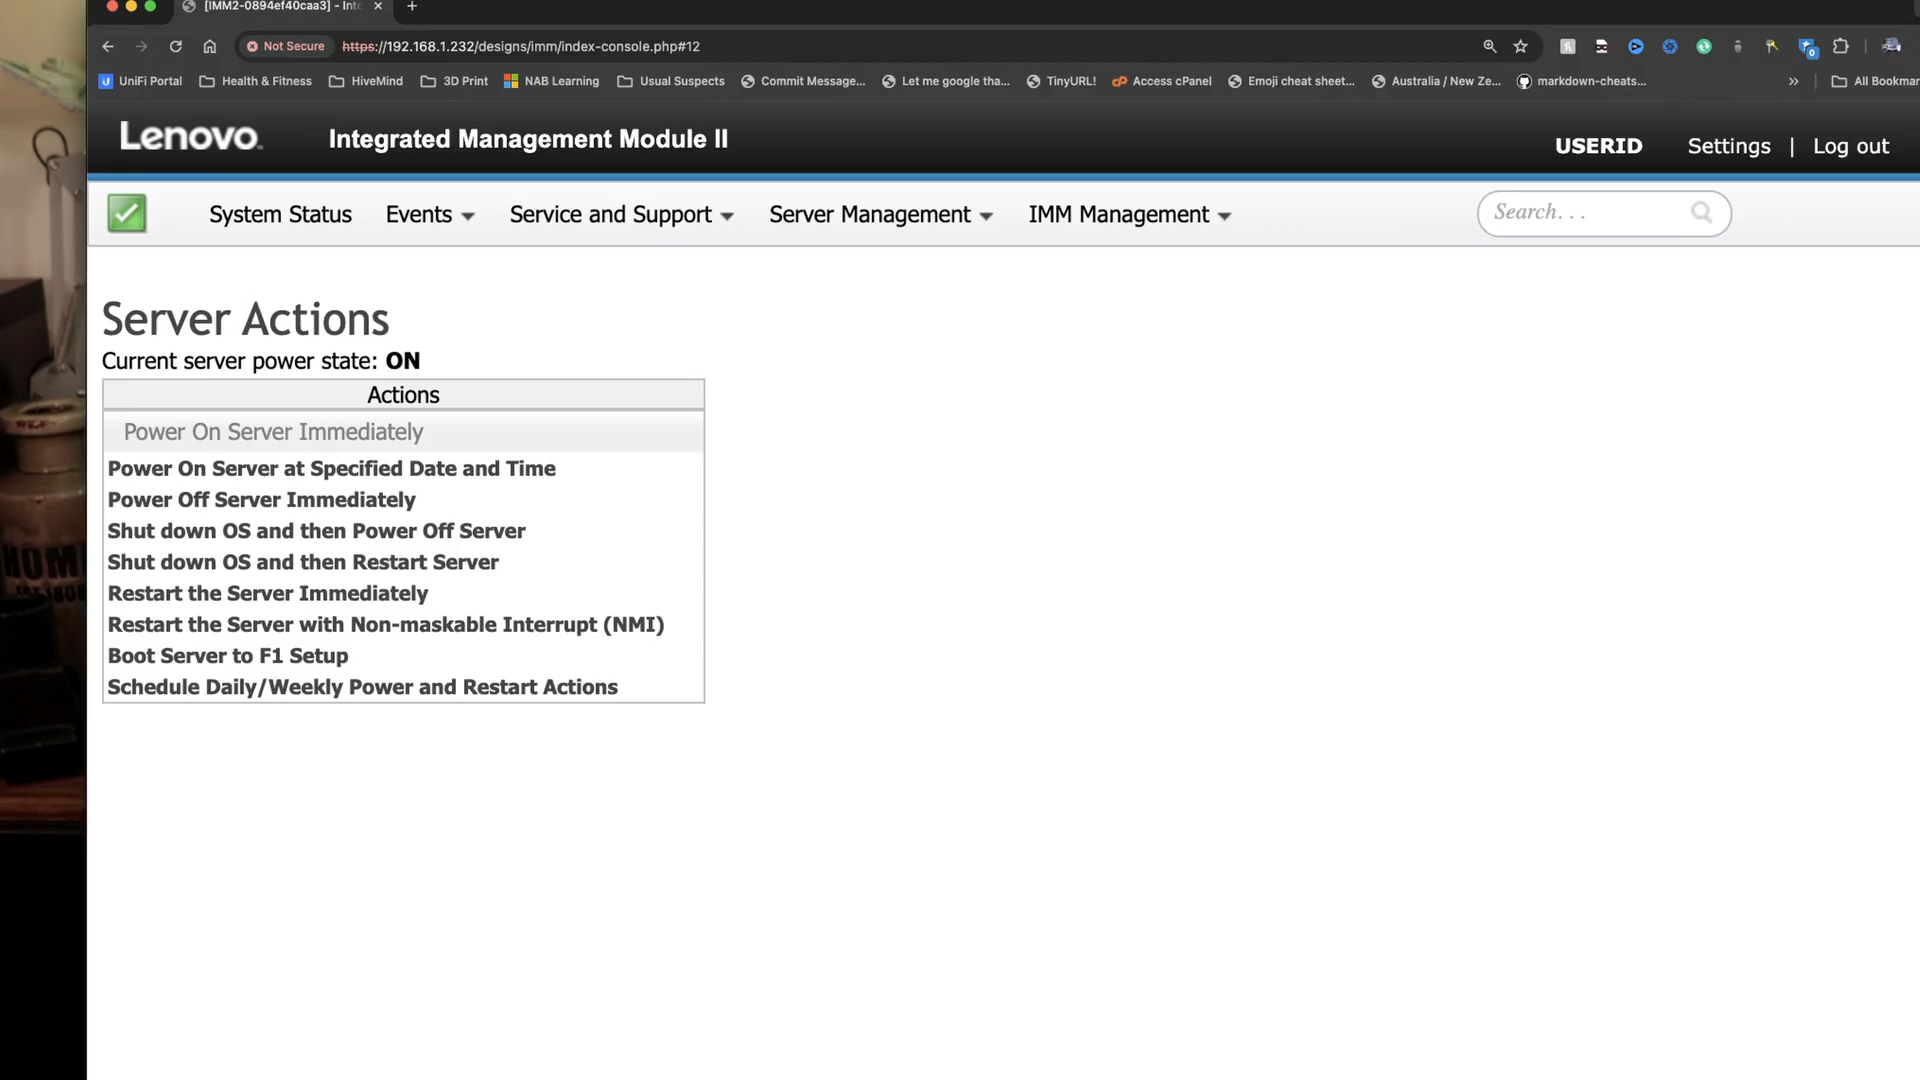 [IMM2-0894ef40caa3] - Inte
Not Secure https://192.168.1.232/designs/imm/index-console.php#12
UniFi Portal Health & Fitness HiveMind 3D Print NAB Learning Usual Suspects Commit Message... Let me google tha... TinyURL! Access cPanel Emoji cheat sheet... Australia / New Ze... markdown-cheats... » All Bookmar
Lenovo. Integrated Management Module II USERID Settings | Log out
System Status Events Service and Support Server Management IMM Management Search. . .
Server Actions
Current server power state: ON
Actions
Power On Server Immediately
Power On Server at Specified Date and Time
Power Off Server Immediately
Shut down OS and then Power Off Server
Shut down OS and then Restart Server
Restart the Server Immediately
Restart the Server with Non-maskable Interrupt (NMI)
Boot Server to F1 Setup
Schedule Daily/Weekly Power and Restart Actions
HOM